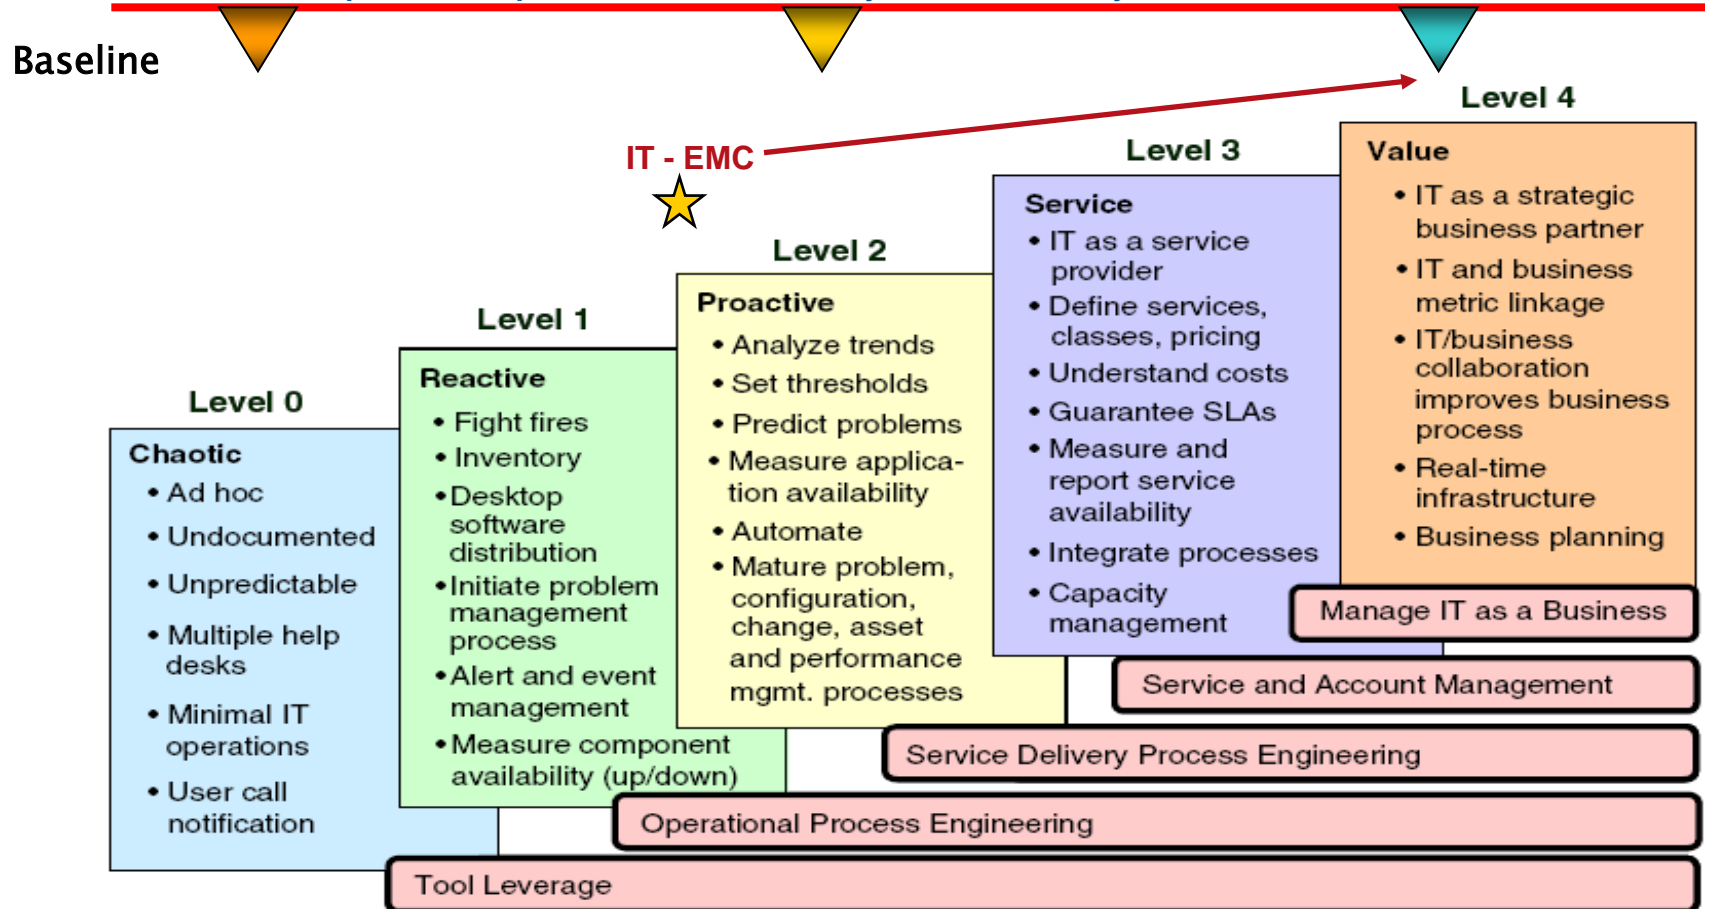 Baseline
IT - EMC
Level 0
Chaotic
• Ad hoc
• Undocumented
• Unpredictable
• Multiple help
desks
• Minimal IT
operations
• User call
notification
Level 1
Reactive
• Fight fires
• Inventory
• Desktop
software
distribution
• Initiate problem
management
process
• Alert and event
management
• Measure component
availability (up/down)
Level 2
Proactive
• Analyze trends
• Set thresholds
• Predict problems
• Measure applica-
tion availability
• Automate
• Mature problem,
configuration,
change, asset
and performance
mgmt. processes
Level 3
Service
• IT as a service
provider
• Define services,
classes, pricing
• Understand costs
• Guarantee SLAs
• Measure and
report service
availability
• Integrate processes
• Capacity
management
Level 4
Value
• IT as a strategic
business partner
• IT and business
metric linkage
• IT/business
collaboration
improves business
process
• Real-time
infrastructure
• Business planning
Manage IT as a Business
Service and Account Management
Service Delivery Process Engineering
Operational Process Engineering
Tool Leverage